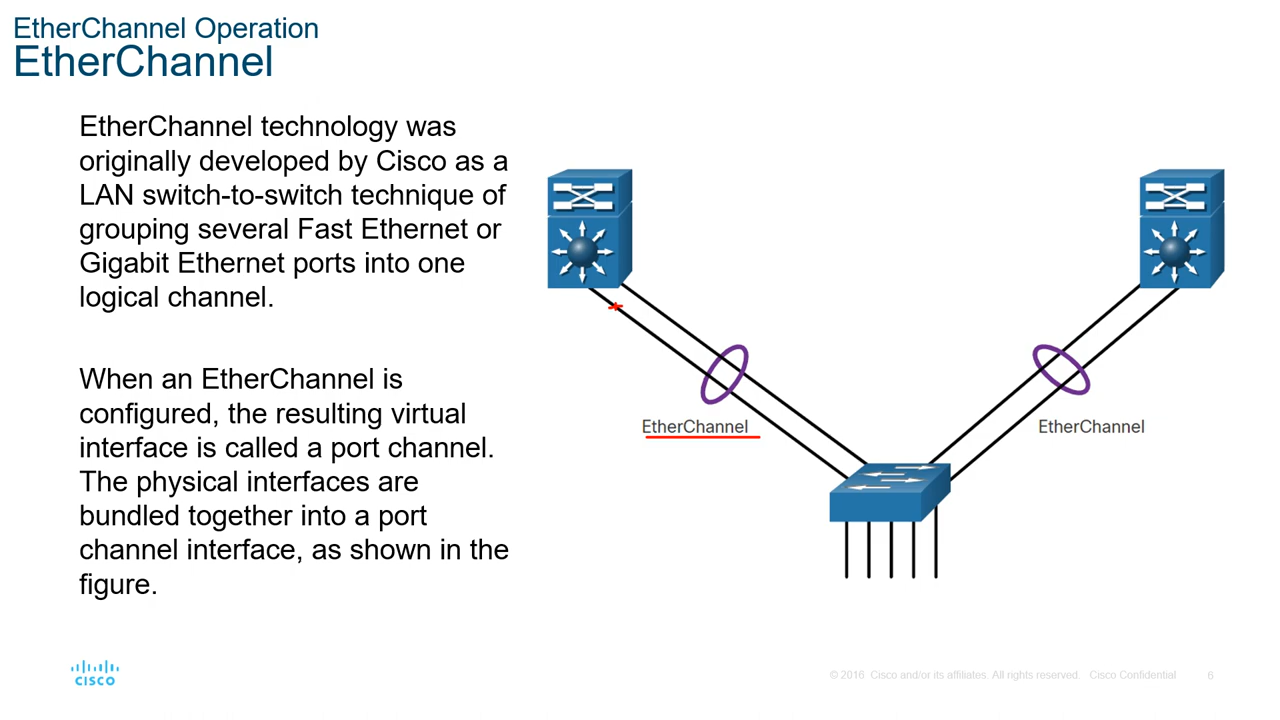 EtherChannel Operation
EtherChannel
EtherChannel technology was
originally developed by Cisco as a
LAN switch-to-switch technique of
grouping several Fast Ethernet or
Gigabit Ethernet ports into one
logical channel.
When an EtherChannel is
configured, the resulting virtual
interface is called a port channel.
The physical interfaces are
bundled together into a port
channel interface, as shown in the
figure.
EtherChannel
EtherChannel
CISCO
© 2016 Cisco and/or its affiliates. All rights reserved. Cisco Confidential
6